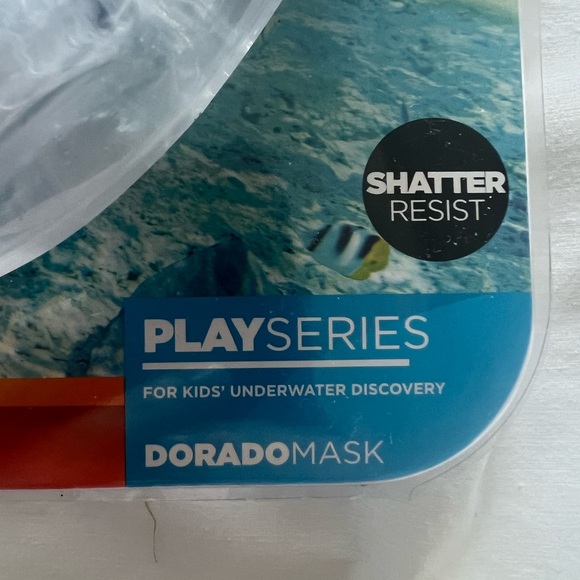 SHATTER
RESIST
PLAYSERIES
FOR KIDS' UNDERWATER DISCOVERY
DORADOMASK